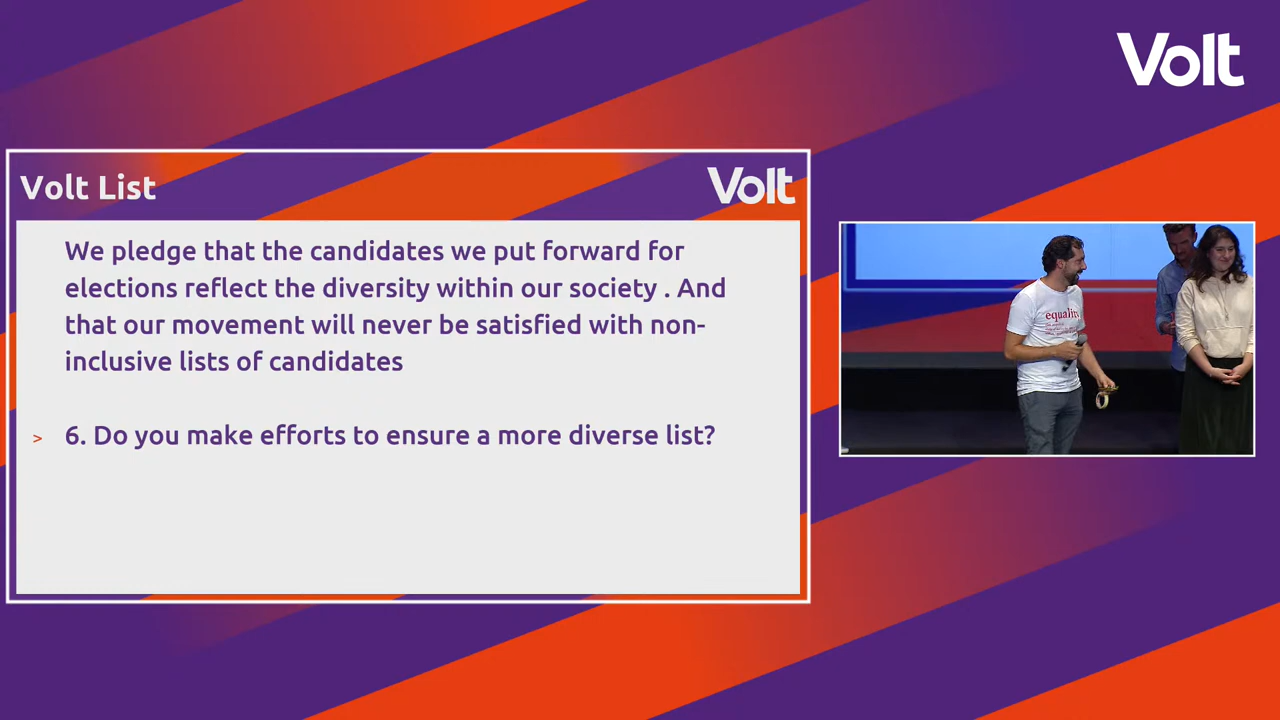 Volt
Volt List
Volt
We pledge that the candidates we put forward for
elections reflect the diversity within our society . And
that our movement will never be satisfied with non-
inclusive lists of candidates
> 6. Do you make efforts to ensure a more diverse list?
equality